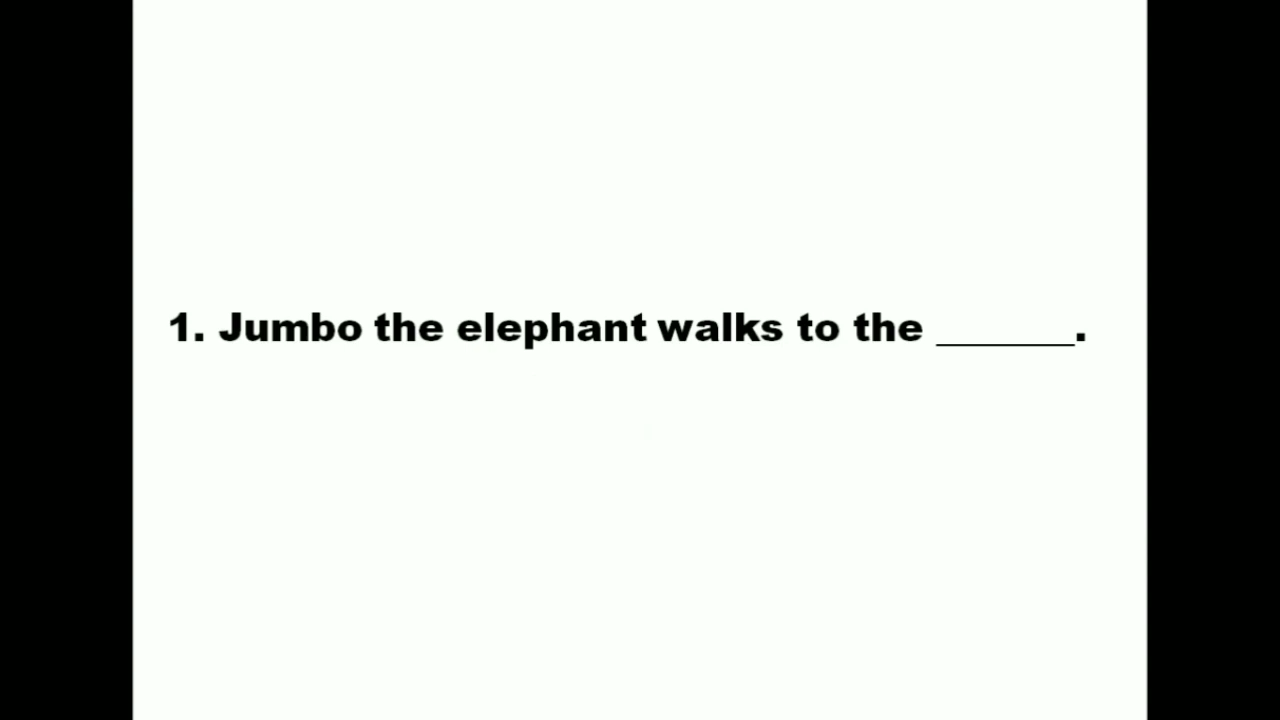 1. Jumbo the elephant walks to the _______.